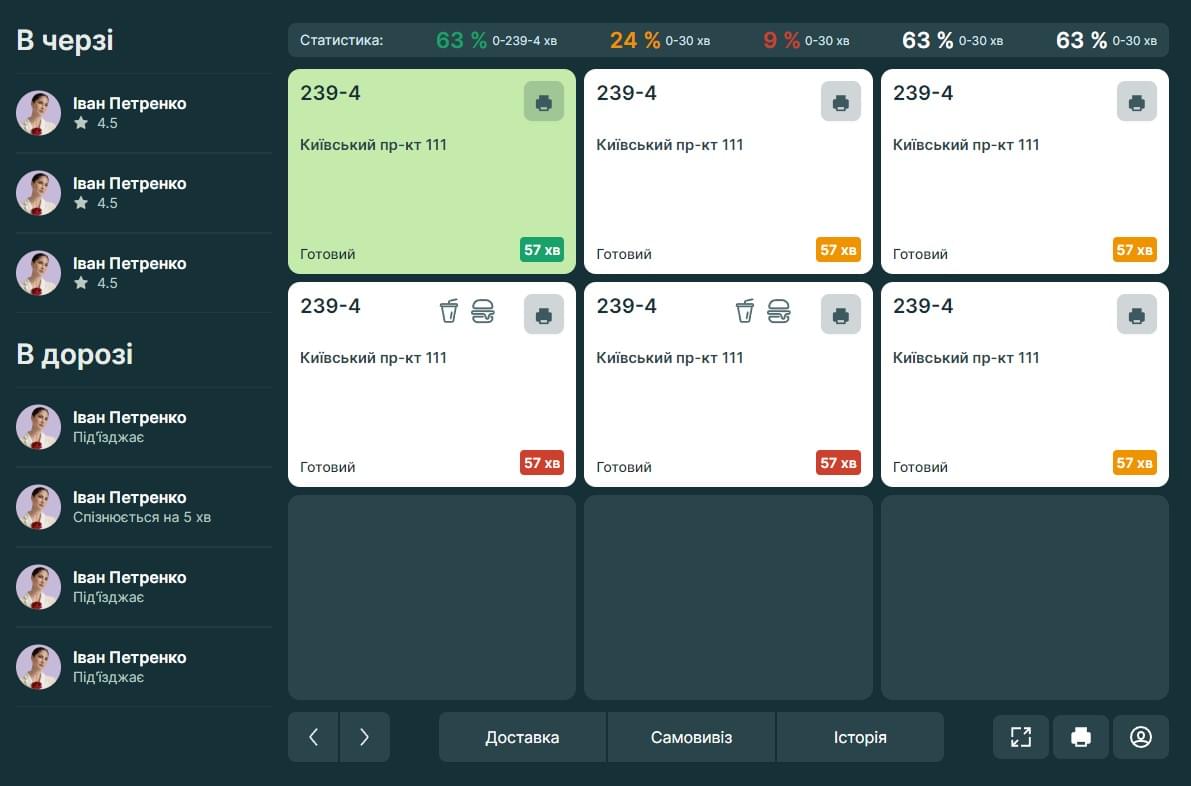 В черзі
Іван Петренко
4.5
Іван Петренко
4.5
Іван Петренко
4.5
В дорозі
Іван Петренко
Під'їзджає
Іван Петренко
Спізнюється на 5 хв
Іван Петренко
Під'їзджає
Іван Петренко
Під'їзджає
Статистика: 63 % 0-239-4 хв 24 % 0-30 хв 9 % 0-30 хв 63 % 0-30 хв 63 % 0-30 хв
239-4
Київський пр-кт 111
Готовий 57 хв
239-4
Київський пр-кт 111
Готовий 57 хв
239-4
Київський пр-кт 111
Готовий 57 хв
239-4
Київський пр-кт 111
Готовий 57 хв
239-4
Київський пр-кт 111
Готовий 57 хв
239-4
Київський пр-кт 111
Готовий 57 хв
Доставка Самовивіз Історія